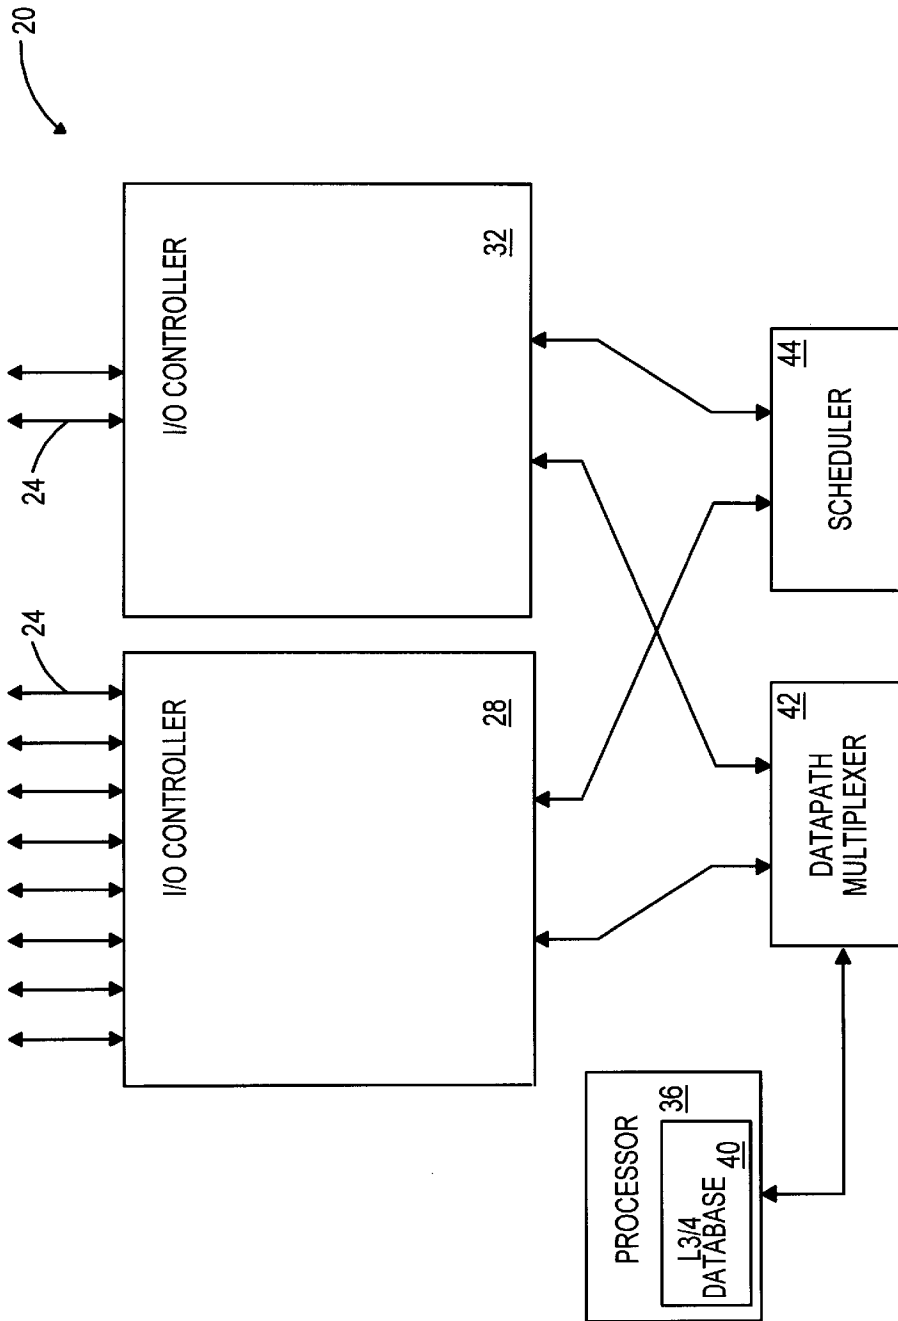 20
24
24
I/O CONTROLLER
28
I/O CONTROLLER
32
PROCESSOR
36
L3/4
DATABASE
40
DATAPATH
MULTIPLEXER
42
SCHEDULER
44